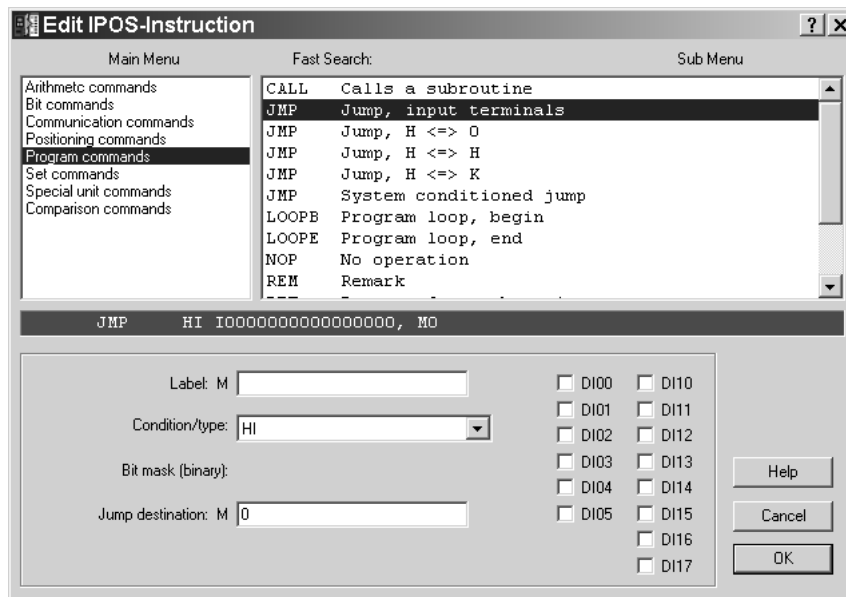 Edit IPOS-Instruction
Main Menu Fast Search: Sub Menu
Arithmetc commands
Bit commands
Communication commands
Positioning commands
Program commands
Set commands
Special unit commands
Comparison commands
CALL Calls a subroutine
JMP Jump, input terminals
JMP Jump, H <=> O
JMP Jump, H <=> H
JMP Jump, H <=> K
JMP System conditioned jump
LOOPB Program loop, begin
LOOPE Program loop, end
NOP No operation
REM Remark
JMP HI I0000000000000000, M0
Label: M
Condition/type: HI
Bit mask (binary):
Jump destination: M 0
DI00 DI10
DI01 DI11
DI02 DI12
DI03 DI13
DI04 DI14
DI05 DI15
DI16
DI17
Help
Cancel
OK